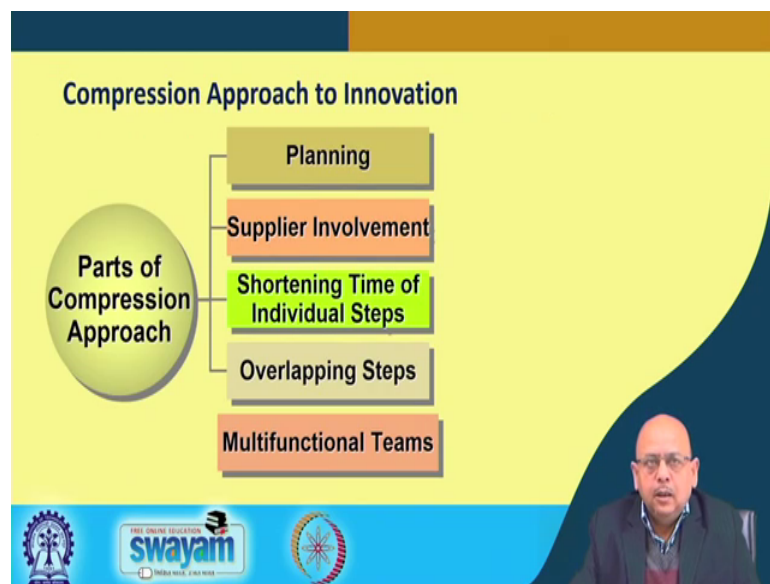 Compression Approach to Innovation
Planning
Supplier Involvement
Parts of
Compression
Approach
Shortening Time of
Individual Steps
Overlapping Steps
Multifunctional Teams
FREE ONLINE EDUCATION
swayam